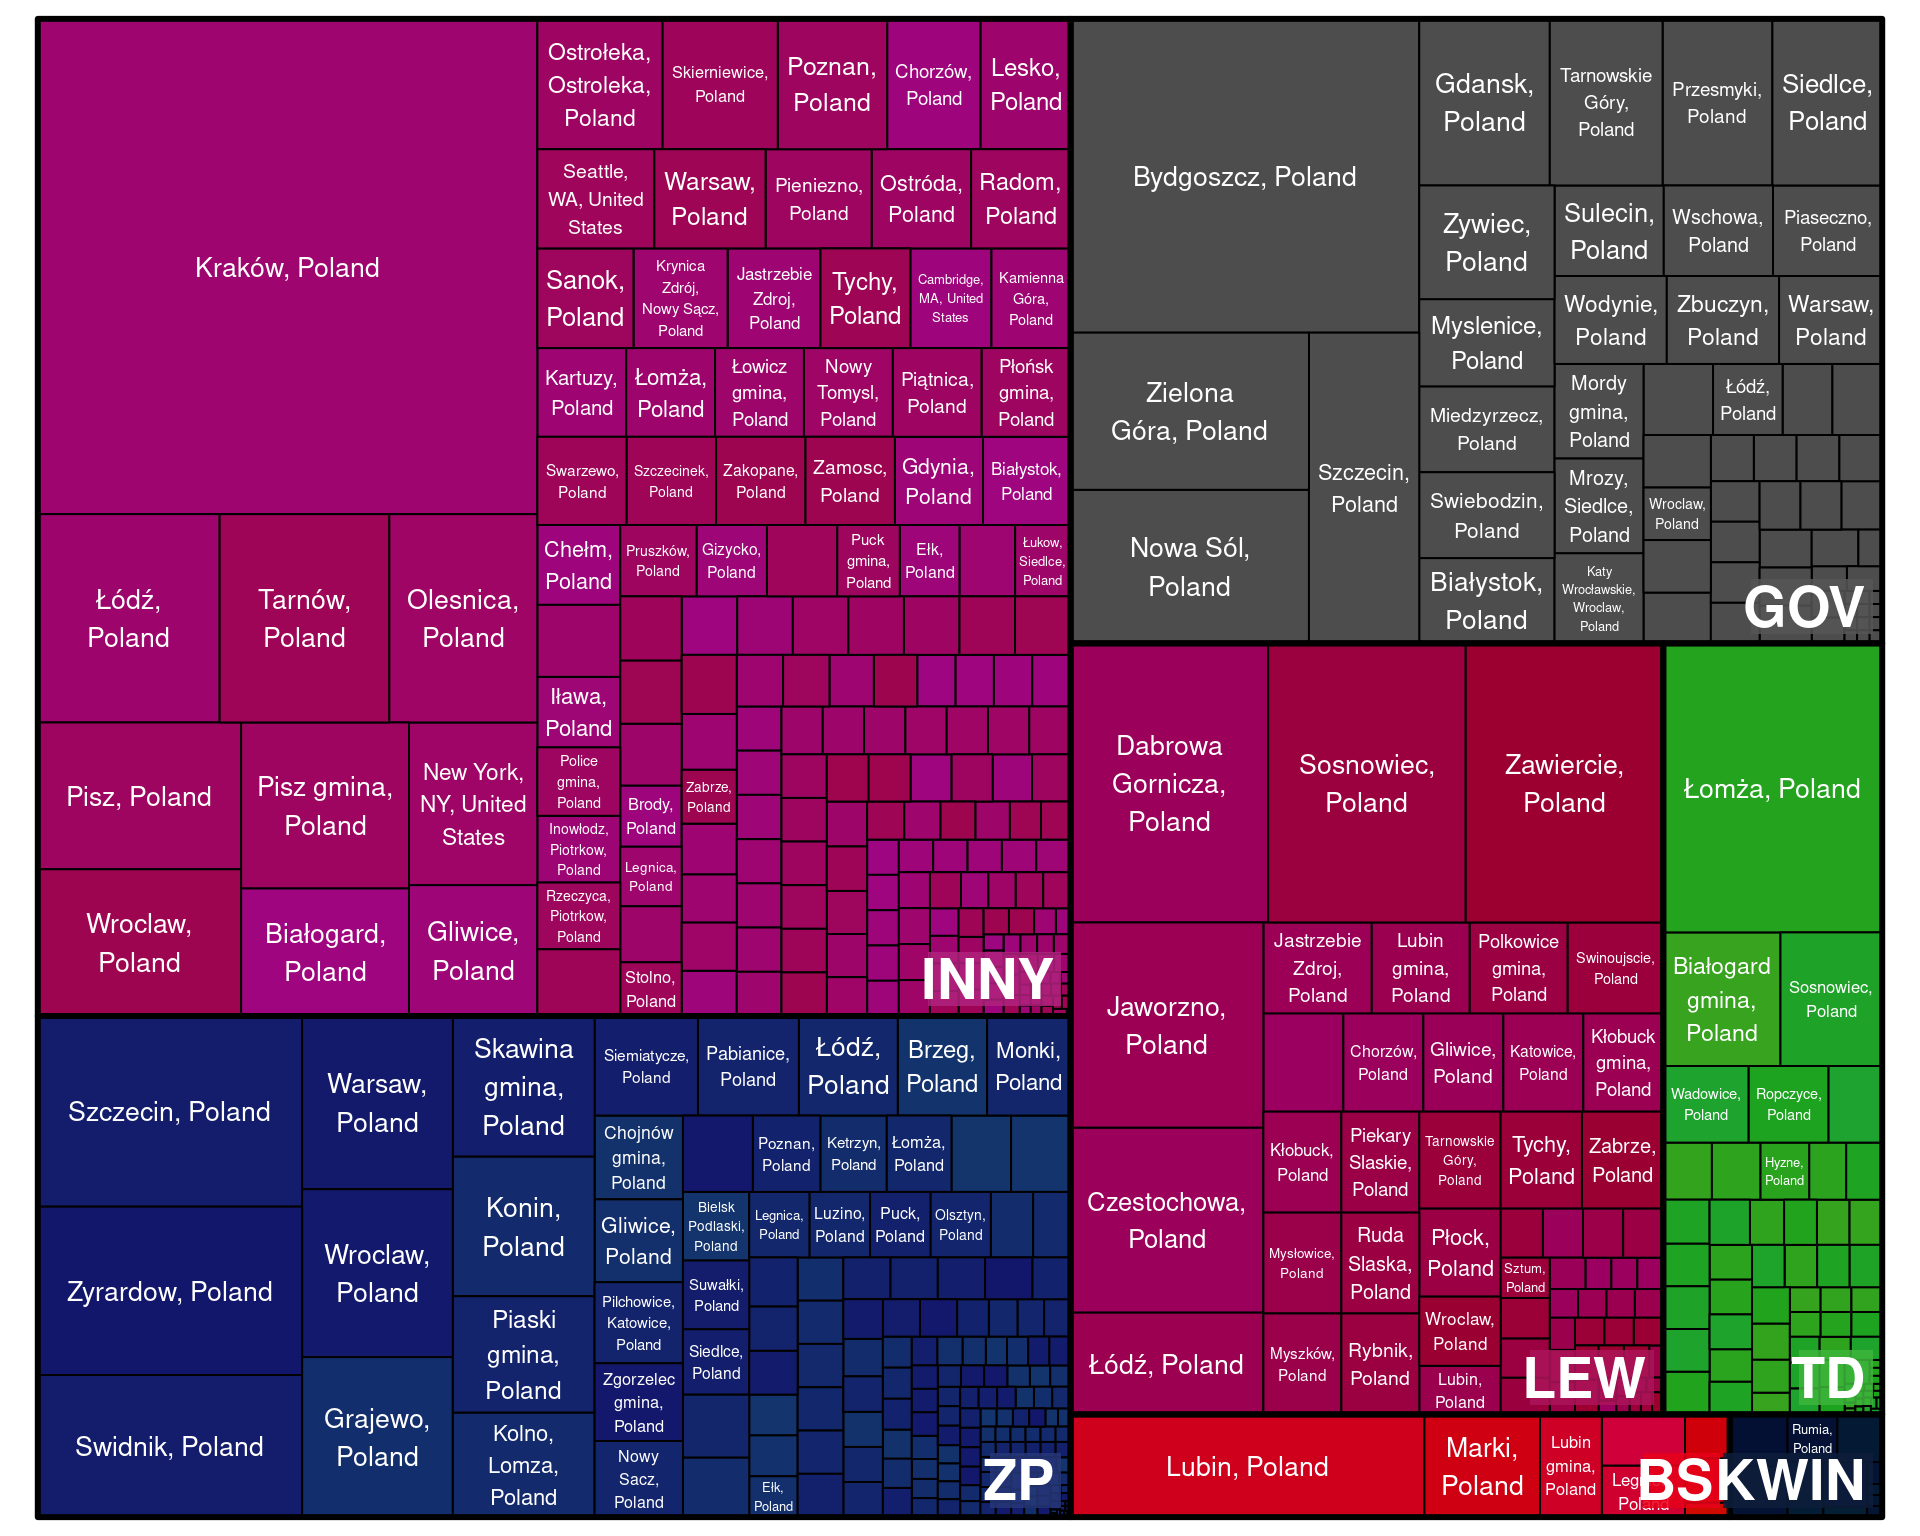 Kraków, Poland
Łódź,
Poland
Tarnów,
Poland
Olesnica,
Poland
Pisz, Poland
Pisz gmina,
Poland
New York,
NY, United
States
Wroclaw,
Poland
Białogard,
Poland
Gliwice,
Poland
Ostrołeka,
Ostroleka,
Poland
Skierniewice,
Poland
Poznan,
Poland
Chorzów,
Poland
Lesko,
Poland
Seattle,
WA, United
States
Warsaw,
Poland
Pieniezno,
Poland
Ostróda,
Poland
Radom,
Poland
Sanok,
Poland
Krynica
Zdrój,
Nowy Sącz,
Poland
Jastrzebie
Zdroj,
Poland
Tychy,
Poland
Cambridge,
MA, United
States
Kamienna
Góra,
Poland
Kartuzy,
Poland
Łomża,
Poland
Łowicz
gmina,
Poland
Nowy
Tomysl,
Poland
Piątnica,
Poland
Płońsk
gmina,
Poland
Swarzewo,
Poland
Szczecinek,
Poland
Zakopane,
Poland
Zamosc,
Poland
Gdynia,
Poland
Białystok,
Poland
Chełm,
Poland
Pruszków,
Poland
Gizycko,
Poland
Puck
gmina,
Poland
Ełk,
Poland
Łukow,
Siedlce,
Poland
Iława,
Poland
Police
gmina,
Poland
Inowłodz,
Piotrkow,
Poland
Rzeczyca,
Piotrkow,
Poland
Brody,
Poland
Legnica,
Poland
Stolno,
Poland
Zabrze,
Poland
INNY
Bydgoszcz, Poland
Zielona
Góra, Poland
Nowa Sól,
Poland
Szczecin,
Poland
Gdansk,
Poland
Tarnowskie
Góry,
Poland
Przesmyki,
Poland
Siedlce,
Poland
Zywiec,
Poland
Sulecin,
Poland
Wschowa,
Poland
Piaseczno,
Poland
Myslenice,
Poland
Wodynie,
Poland
Zbuczyn,
Poland
Warsaw,
Poland
Miedzyrzecz,
Poland
Mordy
gmina,
Poland
Łódź,
Poland
Swiebodzin,
Poland
Mrozy,
Siedlce,
Poland
Wroclaw,
Poland
Białystok,
Poland
Katy
Wrocławskie,
Wroclaw,
Poland
GOV
Dabrowa
Gornicza,
Poland
Sosnowiec,
Poland
Zawiercie,
Poland
Jaworzno,
Poland
Czestochowa,
Poland
Łódź, Poland
Jastrzebie
Zdroj,
Poland
Lubin
gmina,
Poland
Polkowice
gmina,
Poland
Swinoujscie,
Poland
Chorzów,
Poland
Gliwice,
Poland
Katowice,
Poland
Kłobuck
gmina,
Poland
Kłobuck,
Poland
Piekary
Slaskie,
Poland
Tarnowskie
Góry,
Poland
Tychy,
Poland
Zabrze,
Poland
Mysłowice,
Poland
Ruda
Slaska,
Poland
Płock,
Poland
Sztum,
Poland
Myszków,
Poland
Rybnik,
Poland
Wroclaw,
Poland
Lubin,
Poland
LEW
Łomża, Poland
Białogard
gmina,
Poland
Sosnowiec,
Poland
Wadowice,
Poland
Ropczyce,
Poland
Hyzne,
Poland
TD
Szczecin, Poland
Zyrardow, Poland
Swidnik, Poland
Warsaw,
Poland
Wroclaw,
Poland
Grajewo,
Poland
Skawina
gmina,
Poland
Konin,
Poland
Piaski
gmina,
Poland
Kolno,
Lomza,
Poland
Siemiatycze,
Poland
Pabianice,
Poland
Łódź,
Poland
Brzeg,
Poland
Monki,
Poland
Chojnów
gmina,
Poland
Poznan,
Poland
Ketrzyn,
Poland
Łomża,
Poland
Gliwice,
Poland
Bielsk
Podlaski,
Poland
Legnica,
Poland
Luzino,
Poland
Puck,
Poland
Olsztyn,
Poland
Pilchowice,
Katowice,
Poland
Suwałki,
Poland
Siedlce,
Poland
Zgorzelec
gmina,
Poland
Nowy
Sacz,
Poland
Ełk,
Poland
ZP
Lubin, Poland
Marki,
Poland
Lubin
gmina,
Poland
Rumia,
Poland
BSKWIN